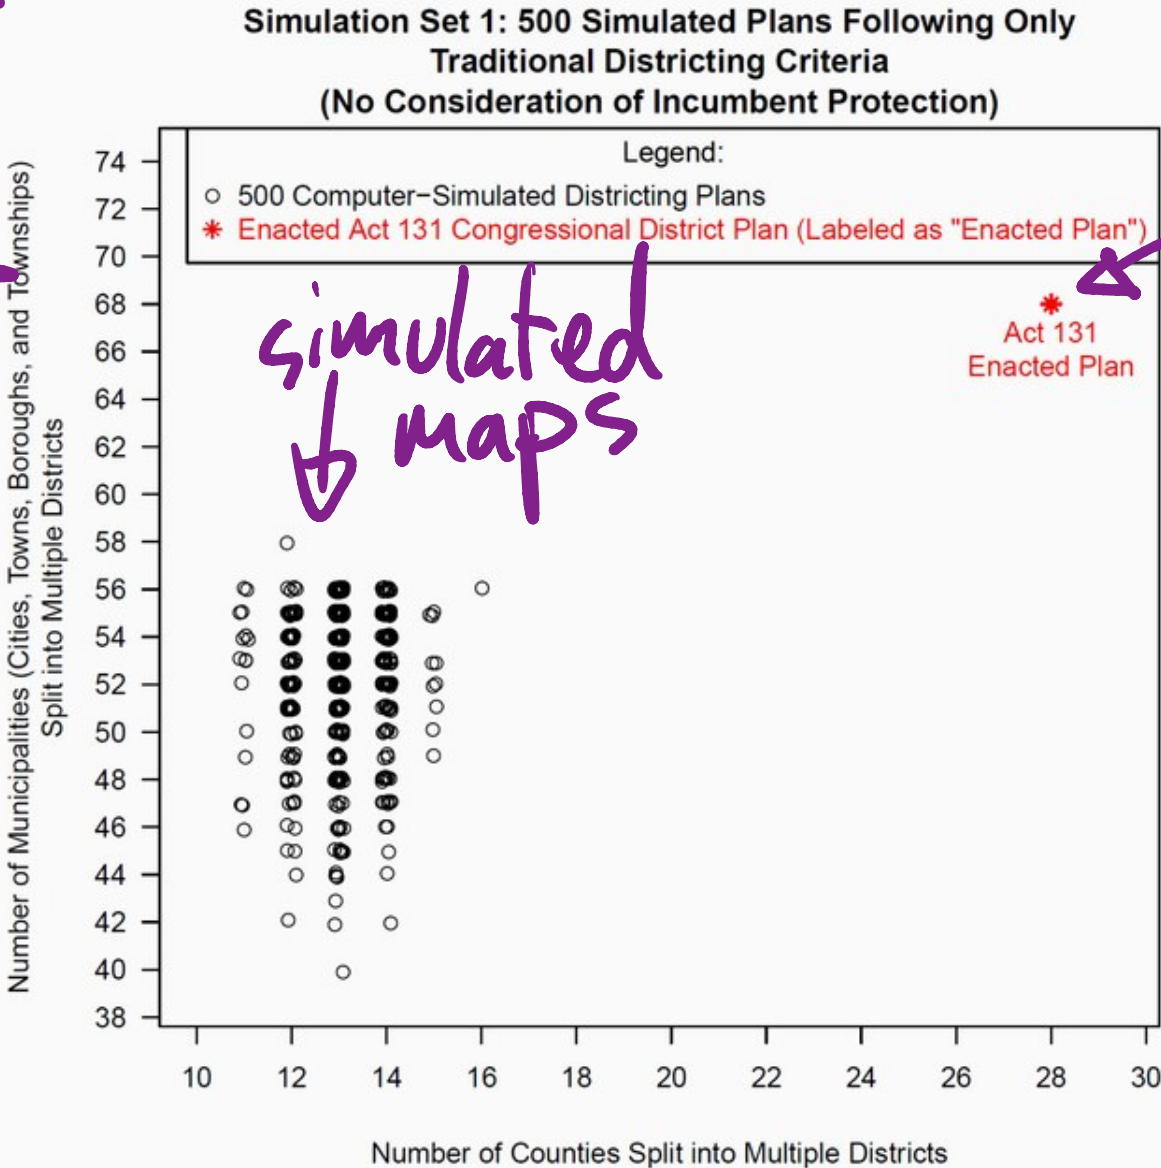 Simulation Set 1: 500 Simulated Plans Following Only
Traditional Districting Criteria
(No Consideration of Incumbent Protection)
Legend:
500 Computer−Simulated Districting Plans
Enacted Act 131 Congressional District Plan (Labeled as "Enacted Plan")
simulated
maps
Act 131
Enacted Plan
Number of Municipalities (Cities, Towns, Boroughs, and Townships)
Split into Multiple Districts
74
72
70
68
66
64
62
60
58
56
54
52
50
48
46
44
42
40
38
10 12 14 16 18 20 22 24 26 28 30
Number of Counties Split into Multiple Districts